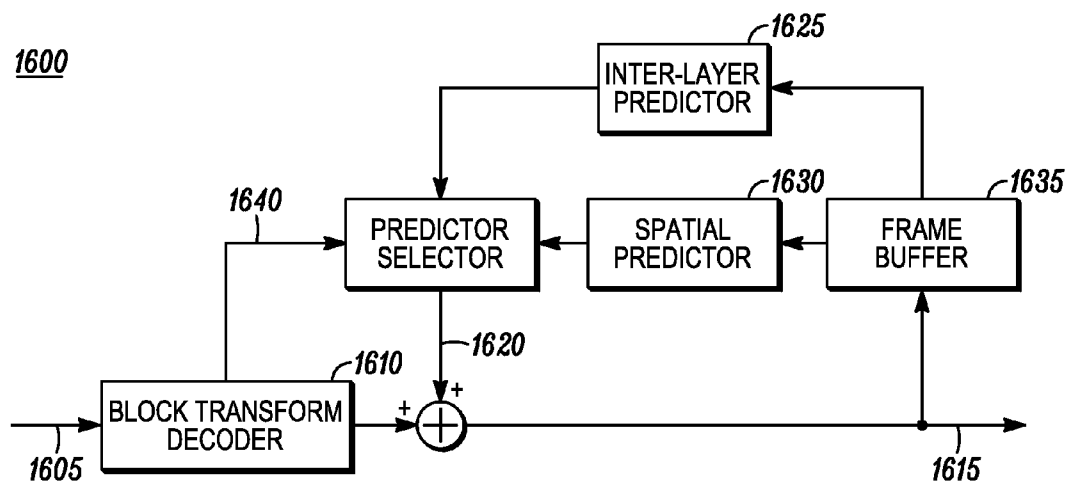 1600
1625
INTER-LAYER
PREDICTOR
1640
PREDICTOR
SELECTOR
1630
SPATIAL
PREDICTOR
1635
FRAME
BUFFER
1620
1610
BLOCK TRANSFORM
DECODER
+
+
1605
1615